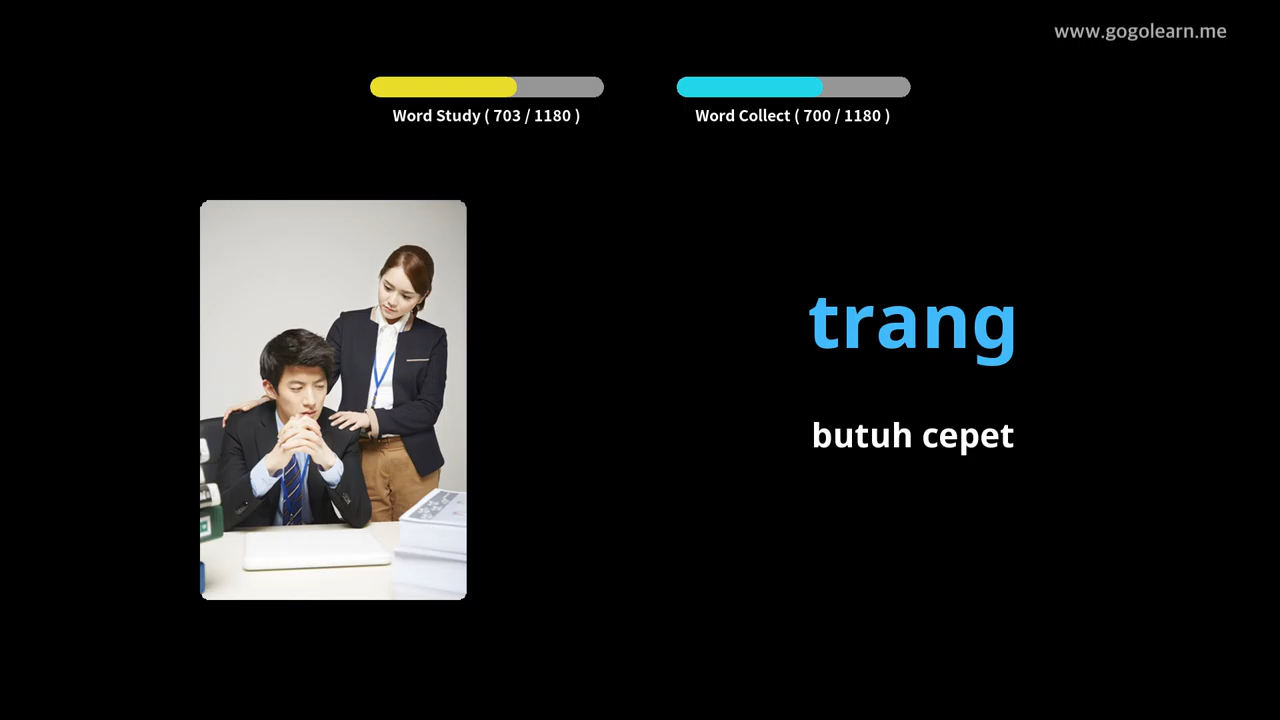 www.gogolearn.me
Word Study ( 703 / 1180 )
Word Collect ( 700 / 1180 )
trang
butuh cepet